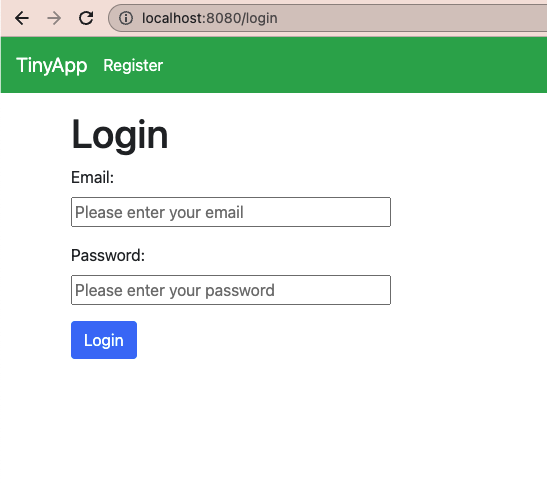 localhost:8080/login
TinyApp Register
Login
Email:
Please enter your email
Password:
Please enter your password
Login